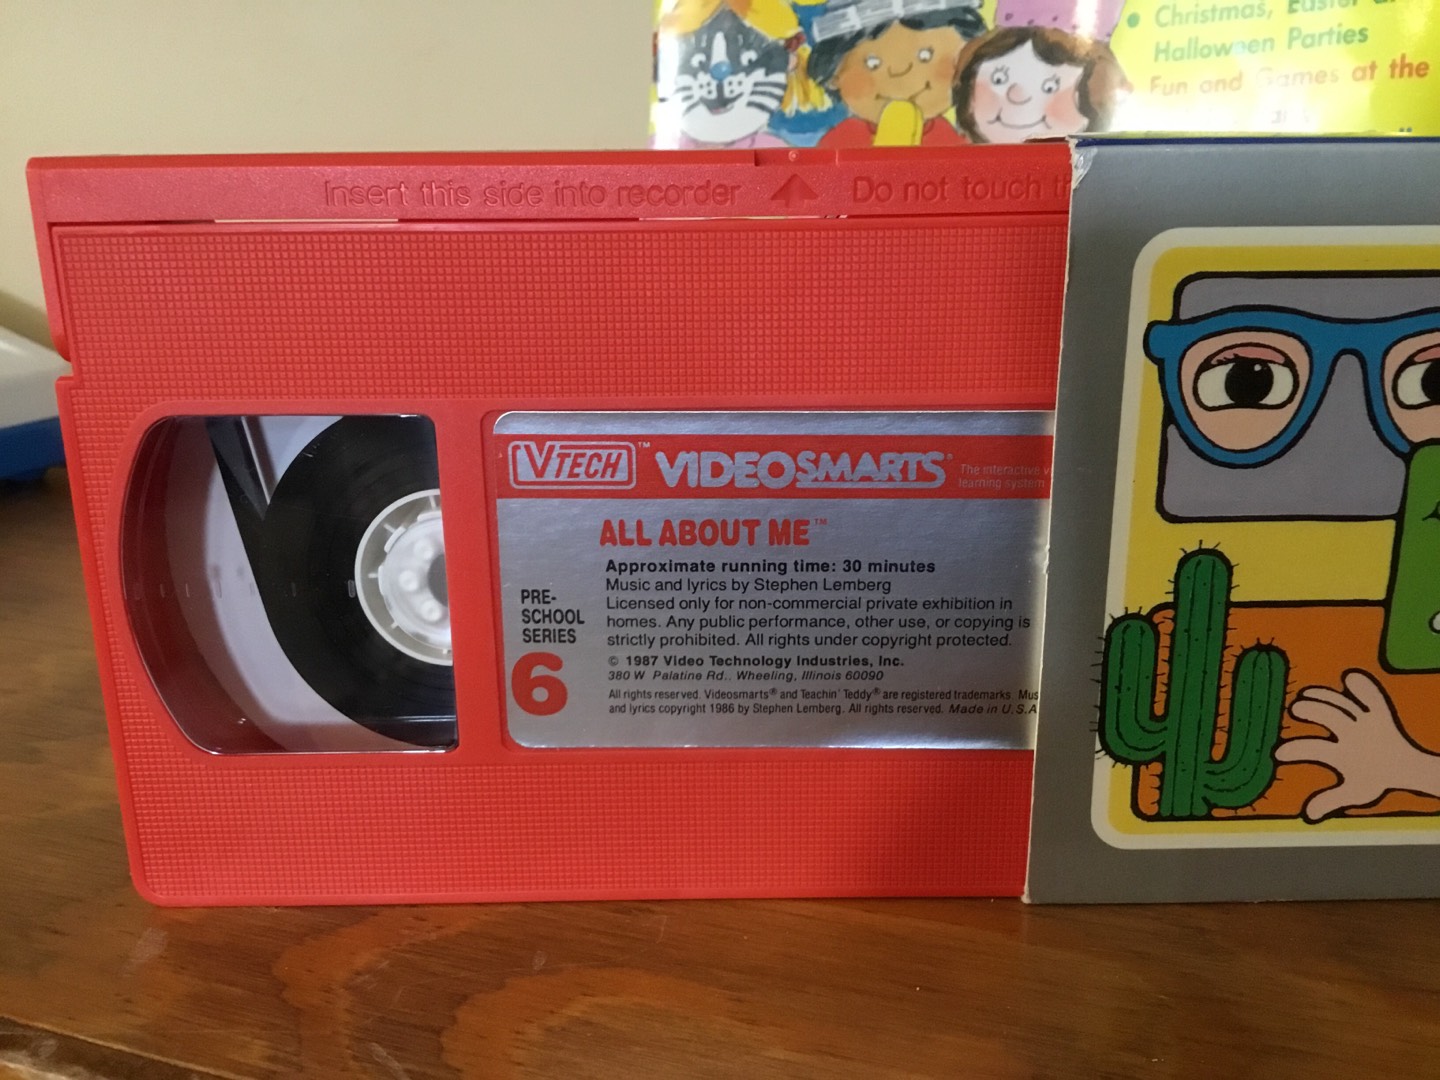 Christmas, Easter
Halloween Parties
Fun and Games at the
Insert this side into recorder Do not touch
VTECH™ VIDEOSMARTS® The interactive
learning system
ALL ABOUT ME™
Approximate running time: 30 minutes
Music and lyrics by Stephen Lemberg
Licensed only for non-commercial private exhibition in
homes. Any public performance, other use, or copying is
strictly prohibited. All rights under copyright protected.
PRE-
SCHOOL
SERIES
6
© 1987 Video Technology Industries, Inc.
380 W. Palatine Rd., Wheeling, Illinois 60090
All rights reserved. Videosmarts® and Teachin' Teddy® are registered trademarks. Mus
and lyrics copyright 1986 by Stephen Lemberg. All rights reserved. Made in U.S.A